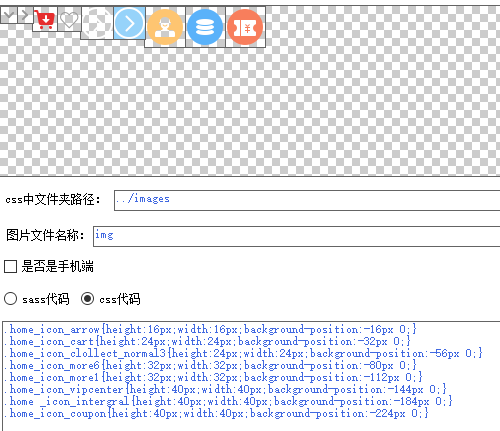 css中文件夹路径：
../images
图片文件名称：
img
是否是手机端
sass代码
css代码
.home_icon_arrow{height:16px;width:16px;background-position:-16px 0;}
.home_icon_cart{height:24px;width:24px;background-position:-32px 0;}
.home_icon_clollect_normal3{height:24px;width:24px;background-position:-56px 0;}
.home_icon_more6{height:32px;width:32px;background-position:-80px 0;}
.home_icon_more1{height:32px;width:32px;background-position:-112px 0;}
.home_icon_vipcenter{height:40px;width:40px;background-position:-144px 0;}
.home _icon_intergral{height:40px;width:40px;background-position:-184px 0;}
.home_icon_coupon{height:40px;width:40px;background-position:-224px 0;}